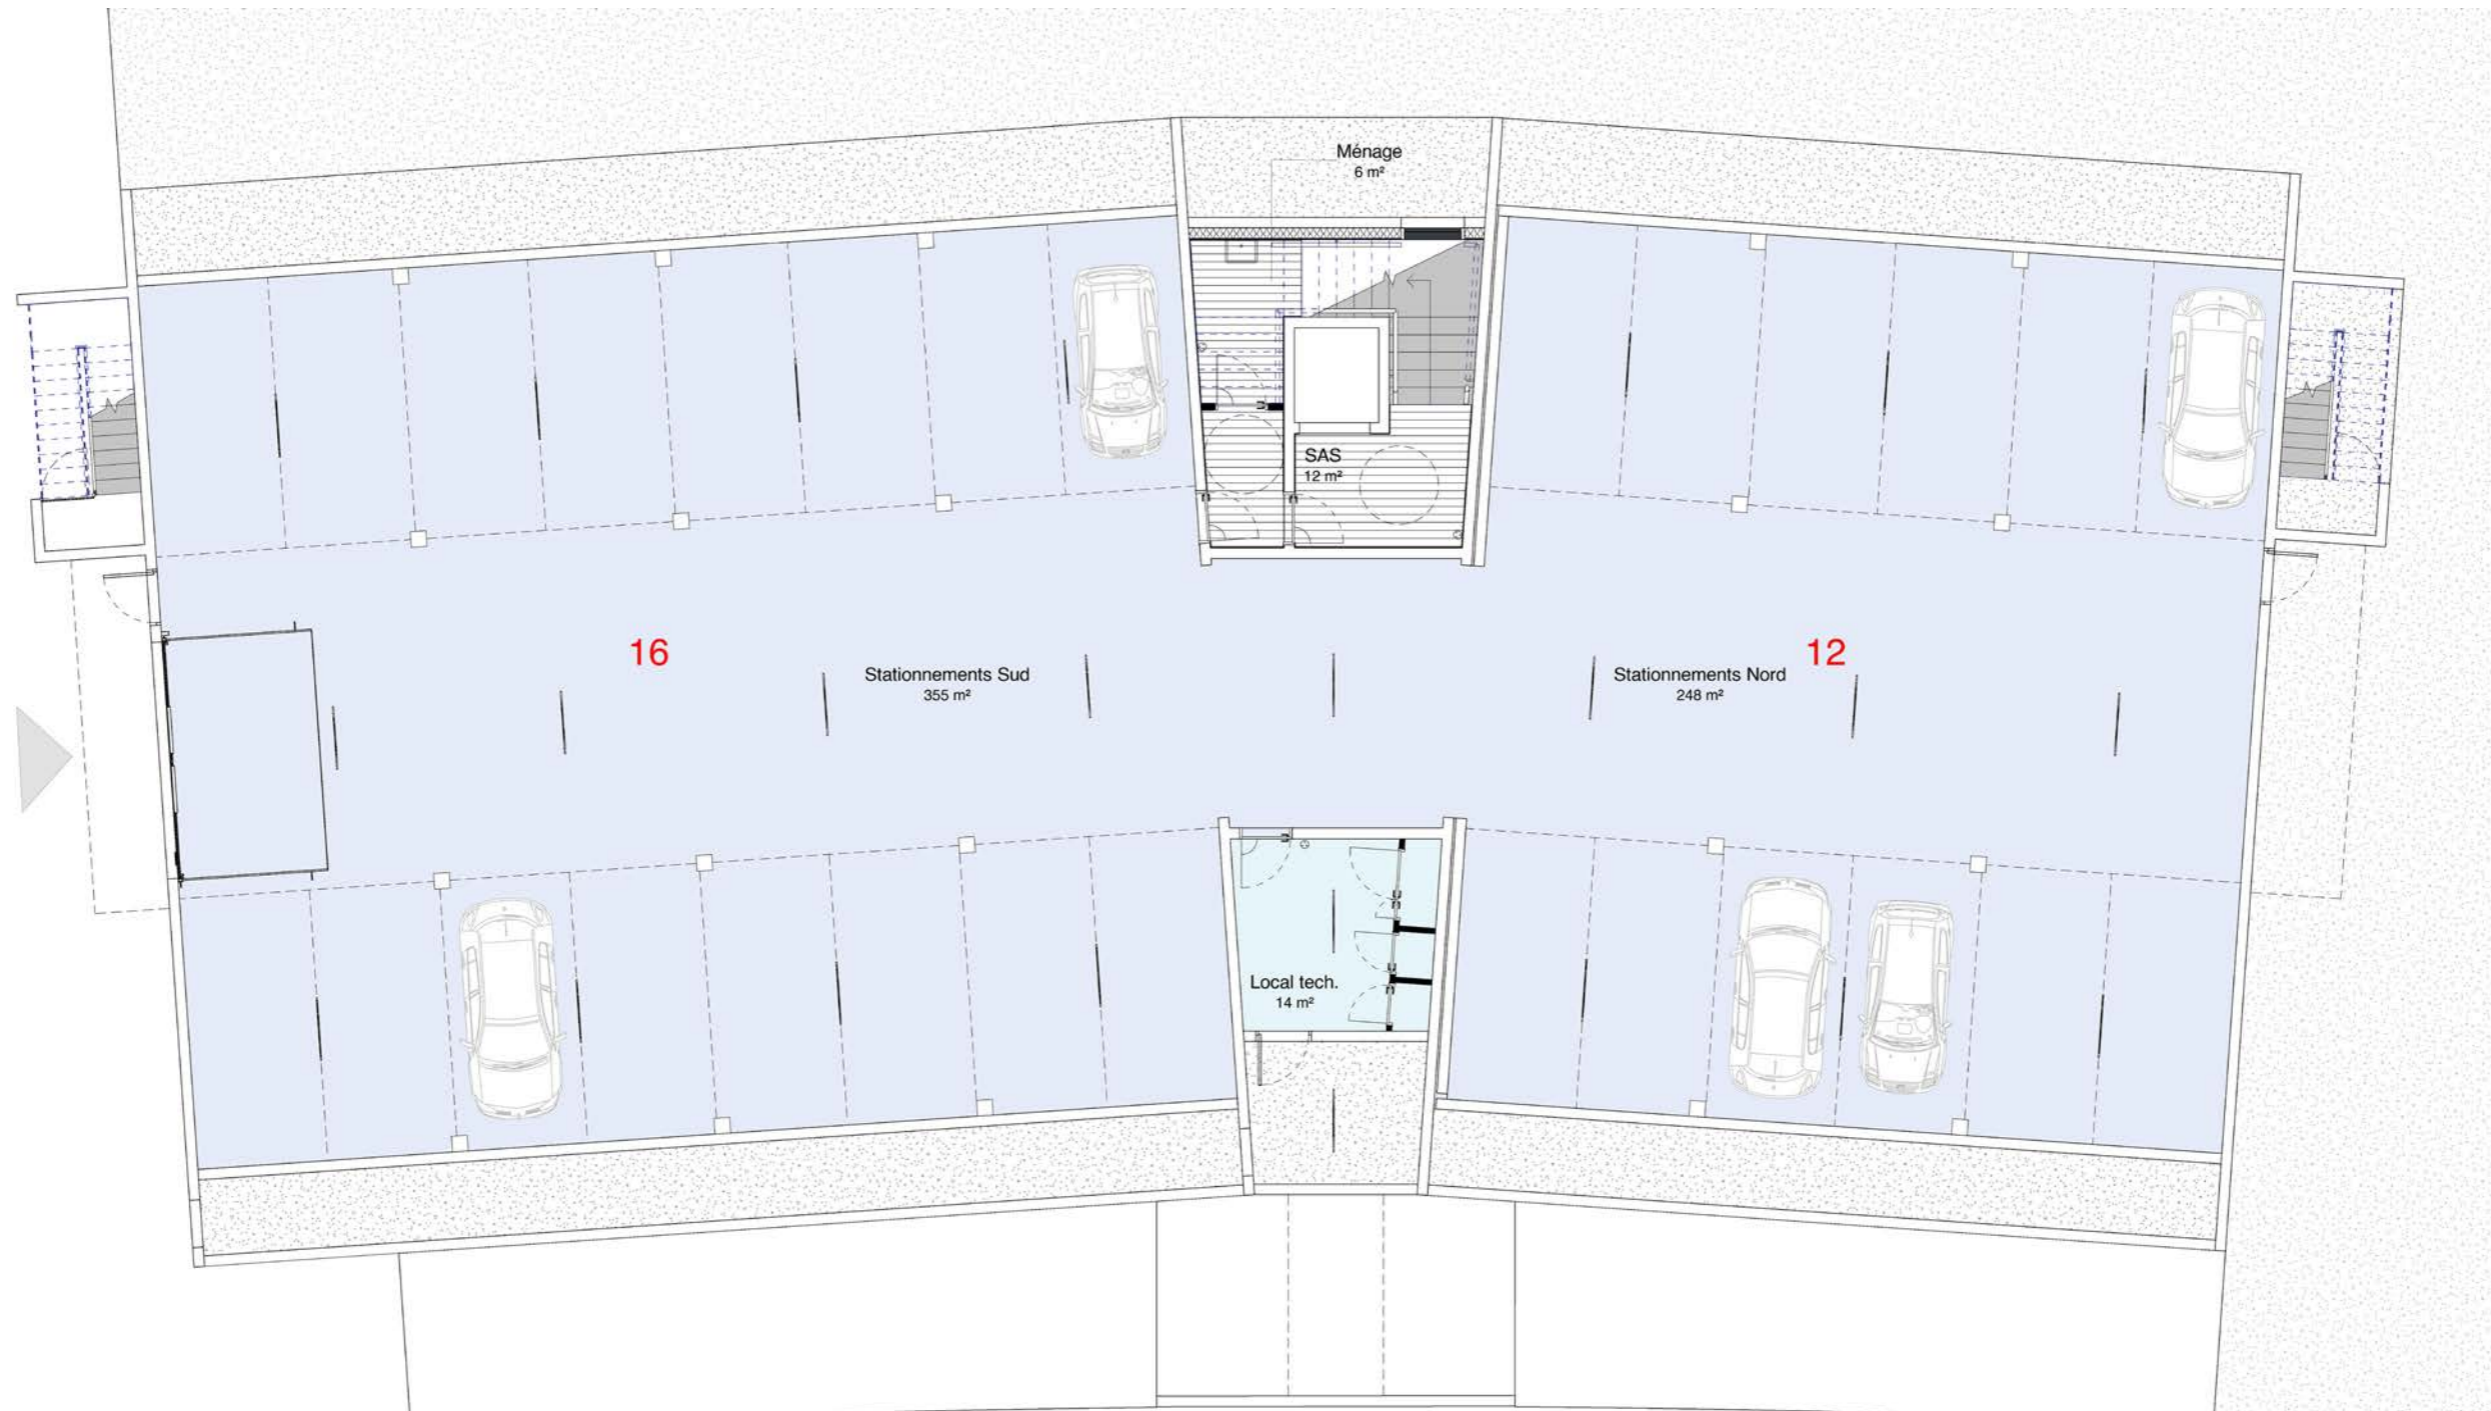 Ménage
6 m²
SAS
12 m²
16
Stationnements Sud
355 m²
12
Stationnements Nord
248 m²
Local tech.
14 m²